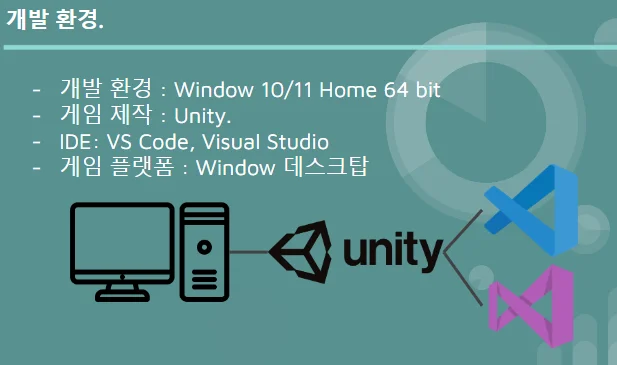 개발 환경.
- 개발 환경 : Window 10/11 Home 64 bit
- 게임 제작 : Unity.
- IDE: VS Code, Visual Studio
- 게임 플랫폼 : Window 데스크탑
unity